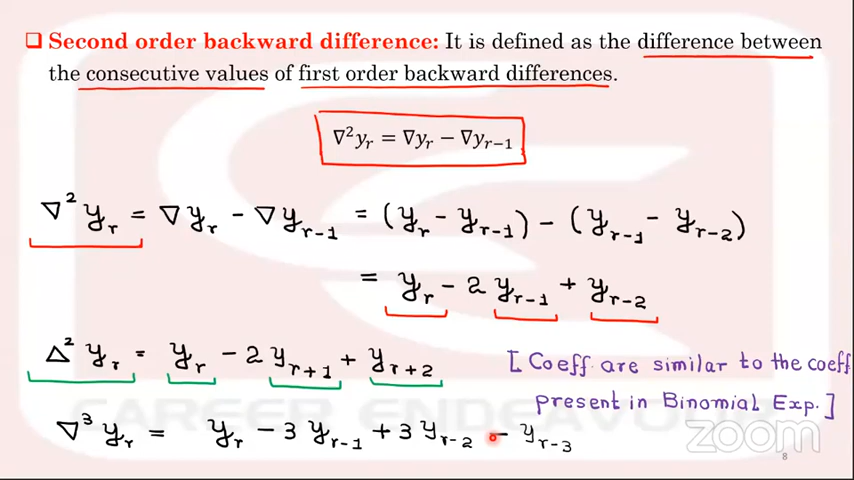 ❑ Second order backward difference: It is defined as the difference between
the consecutive values of first order backward differences.
∇²yᵣ = ∇yᵣ − ∇yᵣ₋₁
∇²yᵣ = ∇yᵣ − ∇yᵣ₋₁ = (yᵣ − yᵣ₋₁) − (yᵣ₋₁ − yᵣ₋₂)
= yᵣ − 2yᵣ₋₁ + yᵣ₋₂
Δ²yᵣ = yᵣ − 2yᵣ₊₁ + yᵣ₊₂
[Coeff. are similar to the coeff
present in Binomial Exp.]
∇³yᵣ = yᵣ − 3yᵣ₋₁ + 3yᵣ₋₂ − yᵣ₋₃
CAREER ENDEAVOUR
zoom
8